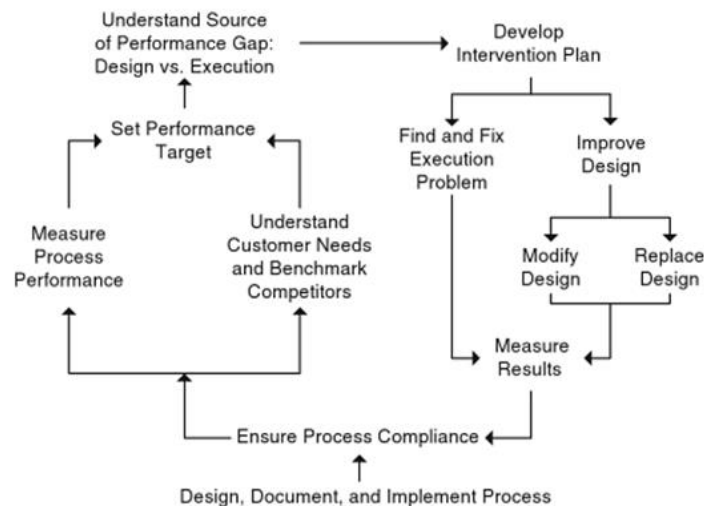 Understand Source
of Performance Gap:
Design vs. Execution
Develop
Intervention Plan
Set Performance
Target
Find and Fix
Execution
Problem
Improve
Design
Measure
Process
Performance
Understand
Customer Needs
and Benchmark
Competitors
Modify
Design
Replace
Design
Measure
Results
Ensure Process Compliance
Design, Document, and Implement Process